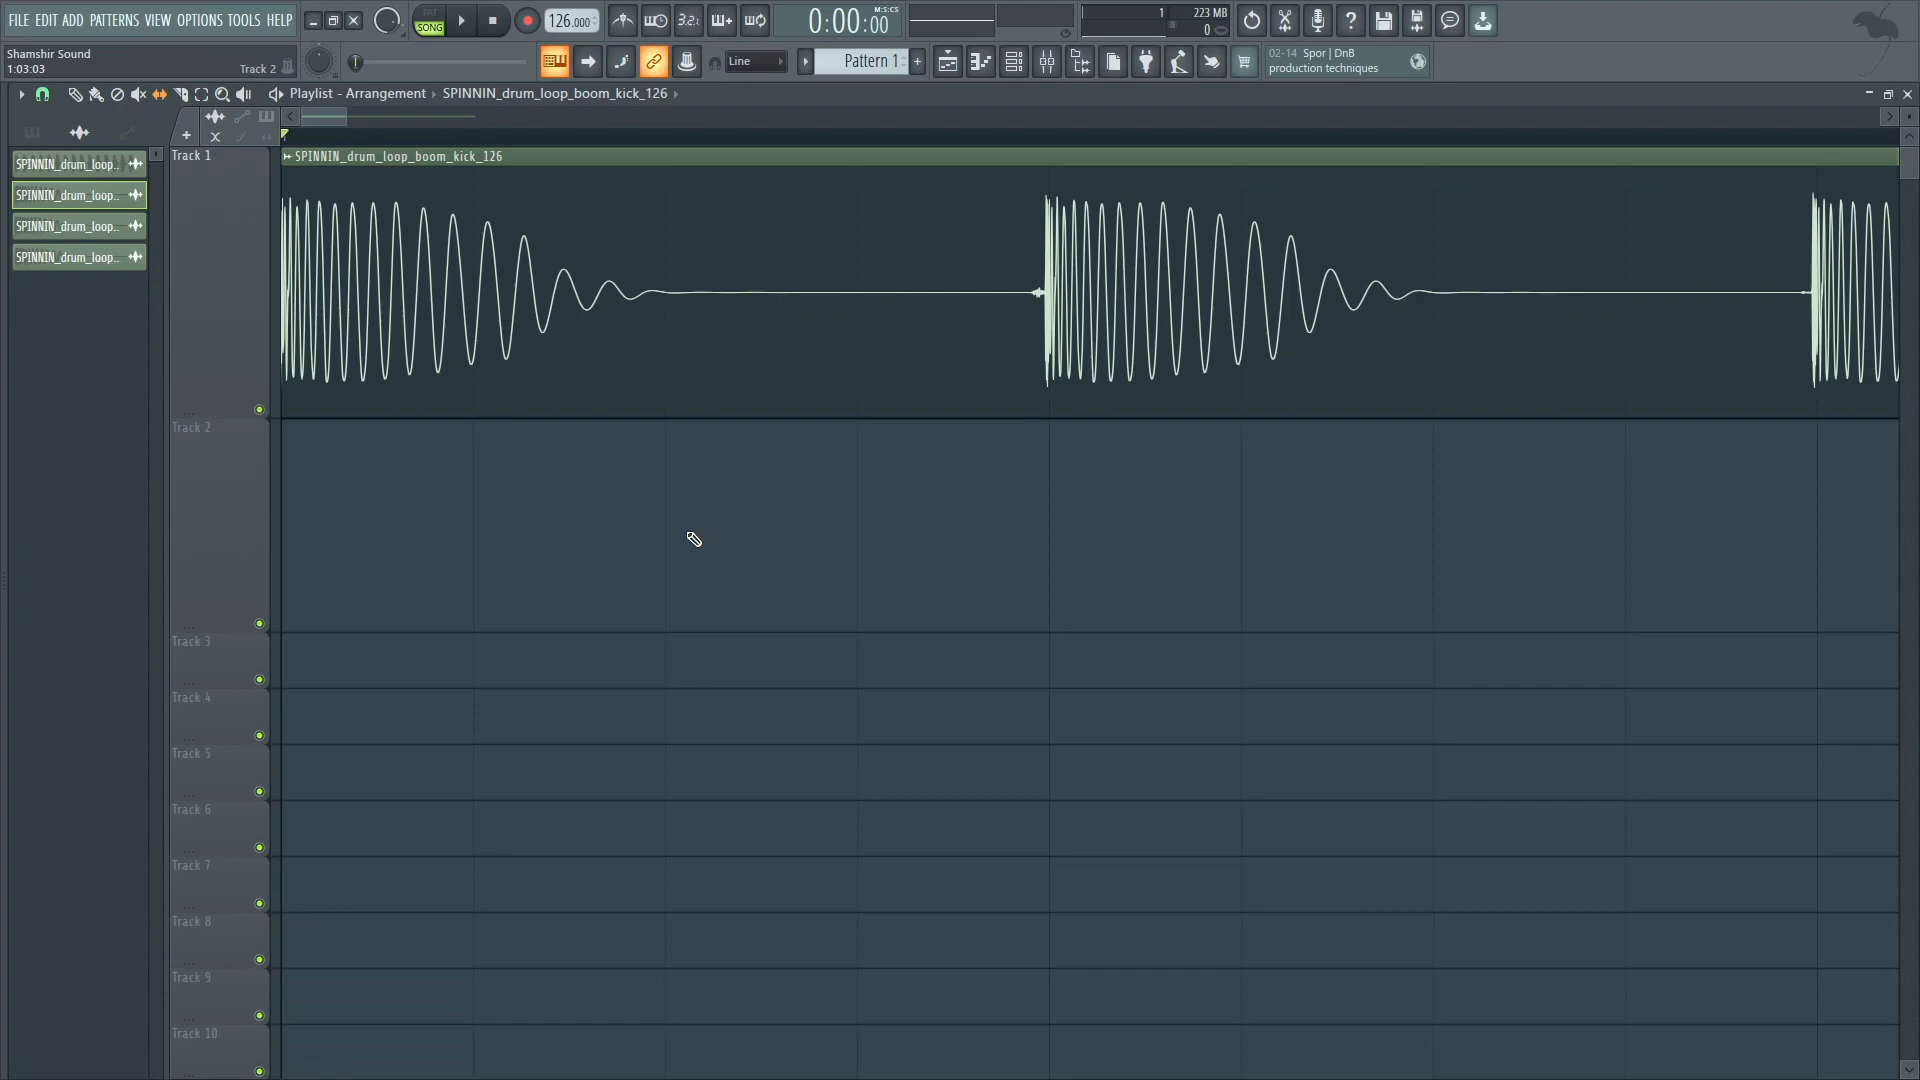 FILE EDIT ADD PATTERNS VIEW OPTIONS TOOLS HELP
PAT
SONG
126.000
3.2.
0:00:00
M:S:CS
1
223 MB
0
Shamshir Sound
1:03:03
Track 2
Line
Pattern 1
+
02-14 Spor | DnB
production techniques
Playlist - Arrangement › SPINNIN_drum_loop_boom_kick_126
SPINNIN_drum_loop..
SPINNIN_drum_loop..
SPINNIN_drum_loop..
SPINNIN_drum_loop..
Track 1
SPINNIN_drum_loop_boom_kick_126
Track 2
Track 3
Track 4
Track 5
Track 6
Track 7
Track 8
Track 9
Track 10